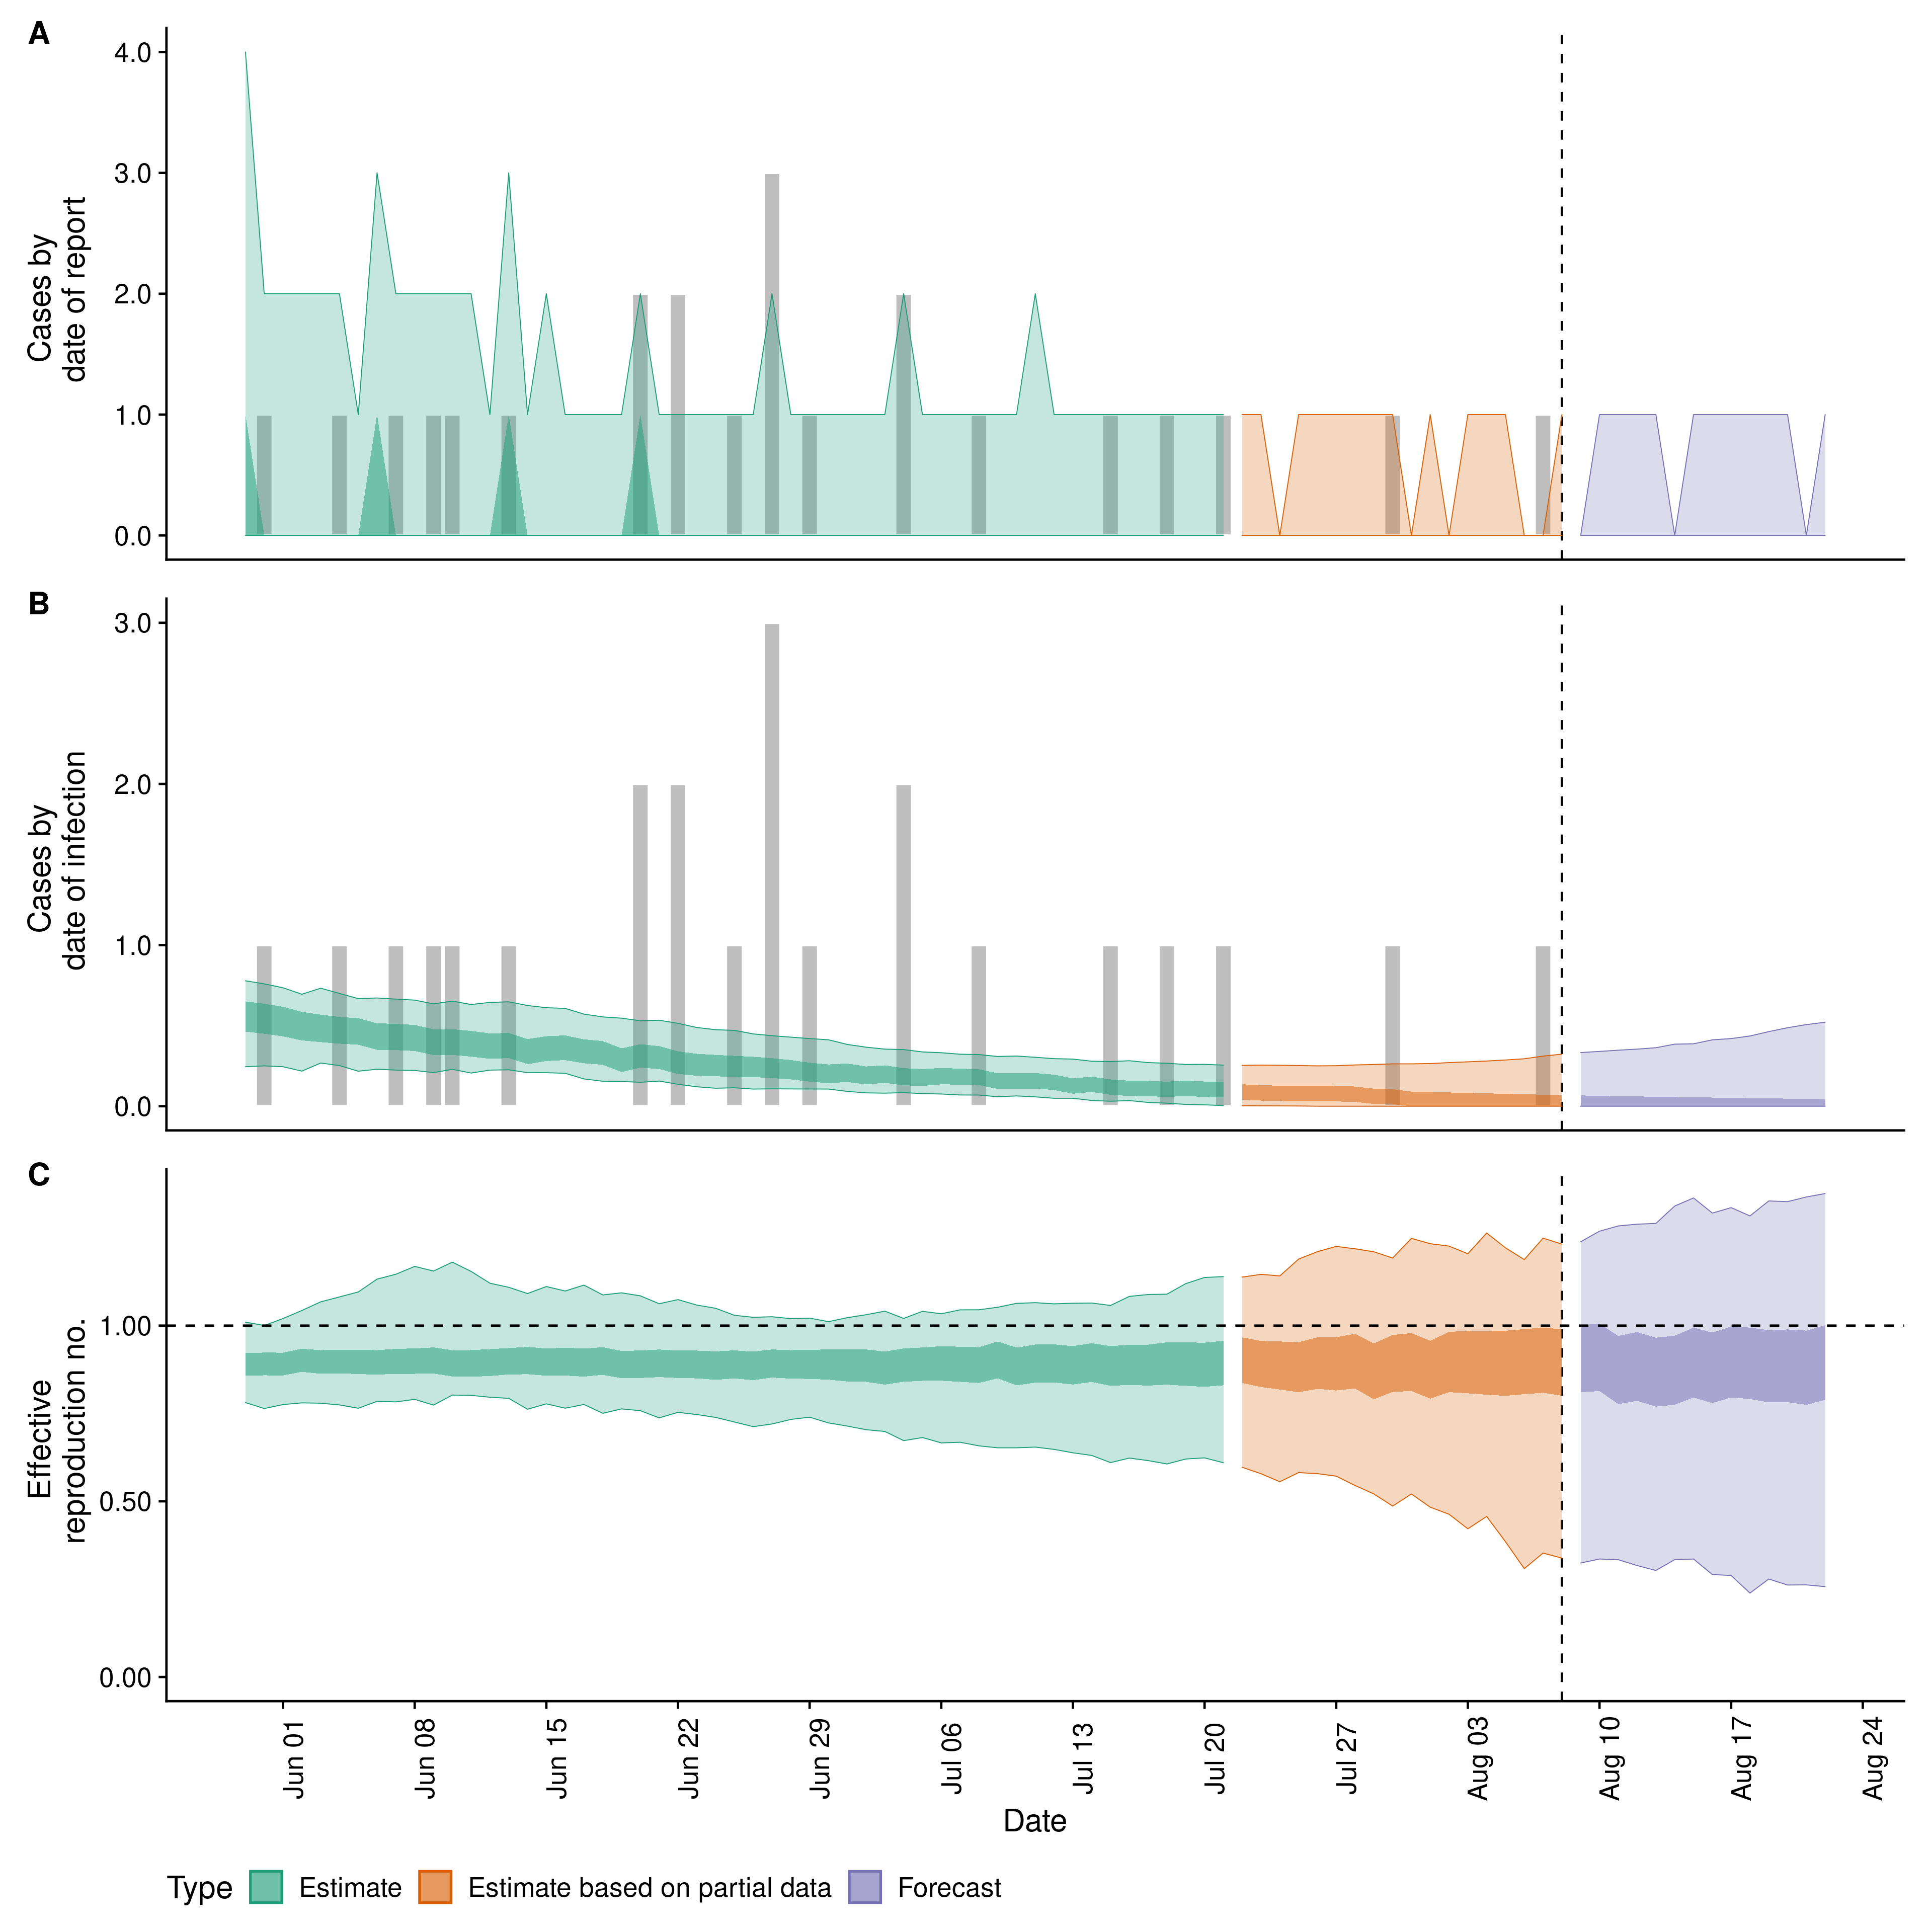 A
4.0
3.0
2.0
1.0
0.0
Cases by
date of report
B
3.0
2.0
1.0
0.0
Cases by
date of infection
C
1.00
0.50
0.00
Effective
reproduction no.
Jun 01
Jun 08
Jun 15
Jun 22
Jun 29
Jul 06
Jul 13
Jul 20
Jul 27
Aug 03
Aug 10
Aug 17
Aug 24
Date
Type Estimate Estimate based on partial data Forecast